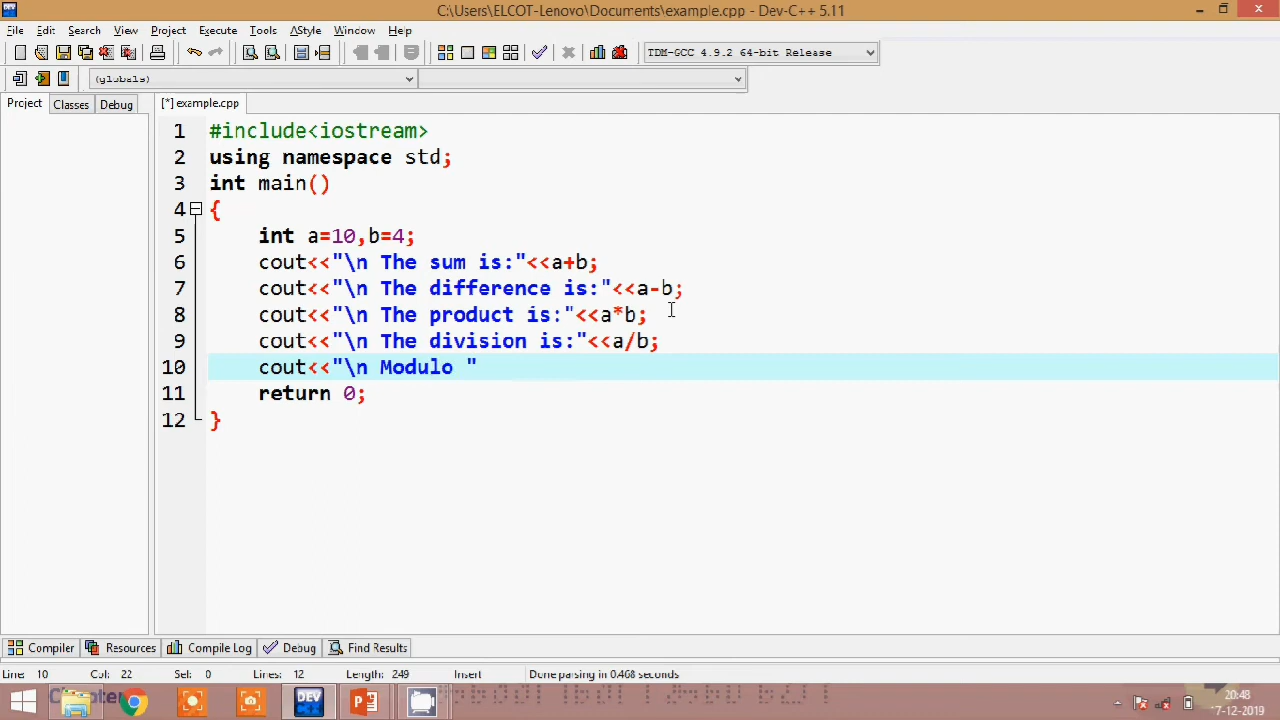 C:\Users\ELCOT-Lenovo\Documents\example.cpp - Dev-C++ 5.11
File Edit Search View Project Execute Tools AStyle Window Help
TDM-GCC 4.9.2 64-bit Release
(globals)
Project Classes Debug [*] example.cpp
1 #include<iostream>
2 using namespace std;
3 int main()
4 {
5 int a=10,b=4;
6 cout<<"\n The sum is:"<<a+b;
7 cout<<"\n The difference is:"<<a-b;
8 cout<<"\n The product is:"<<a*b;
9 cout<<"\n The division is:"<<a/b;
10 cout<<"\n Modulo "
11 return 0;
12 }
Compiler Resources Compile Log Debug Find Results
Line: 10 Col: 22 Sel: 0 Lines: 12 Length: 249 Insert Done parsing in 0.468 seconds
Chapter
DEV C++
20:48
17-12-2019